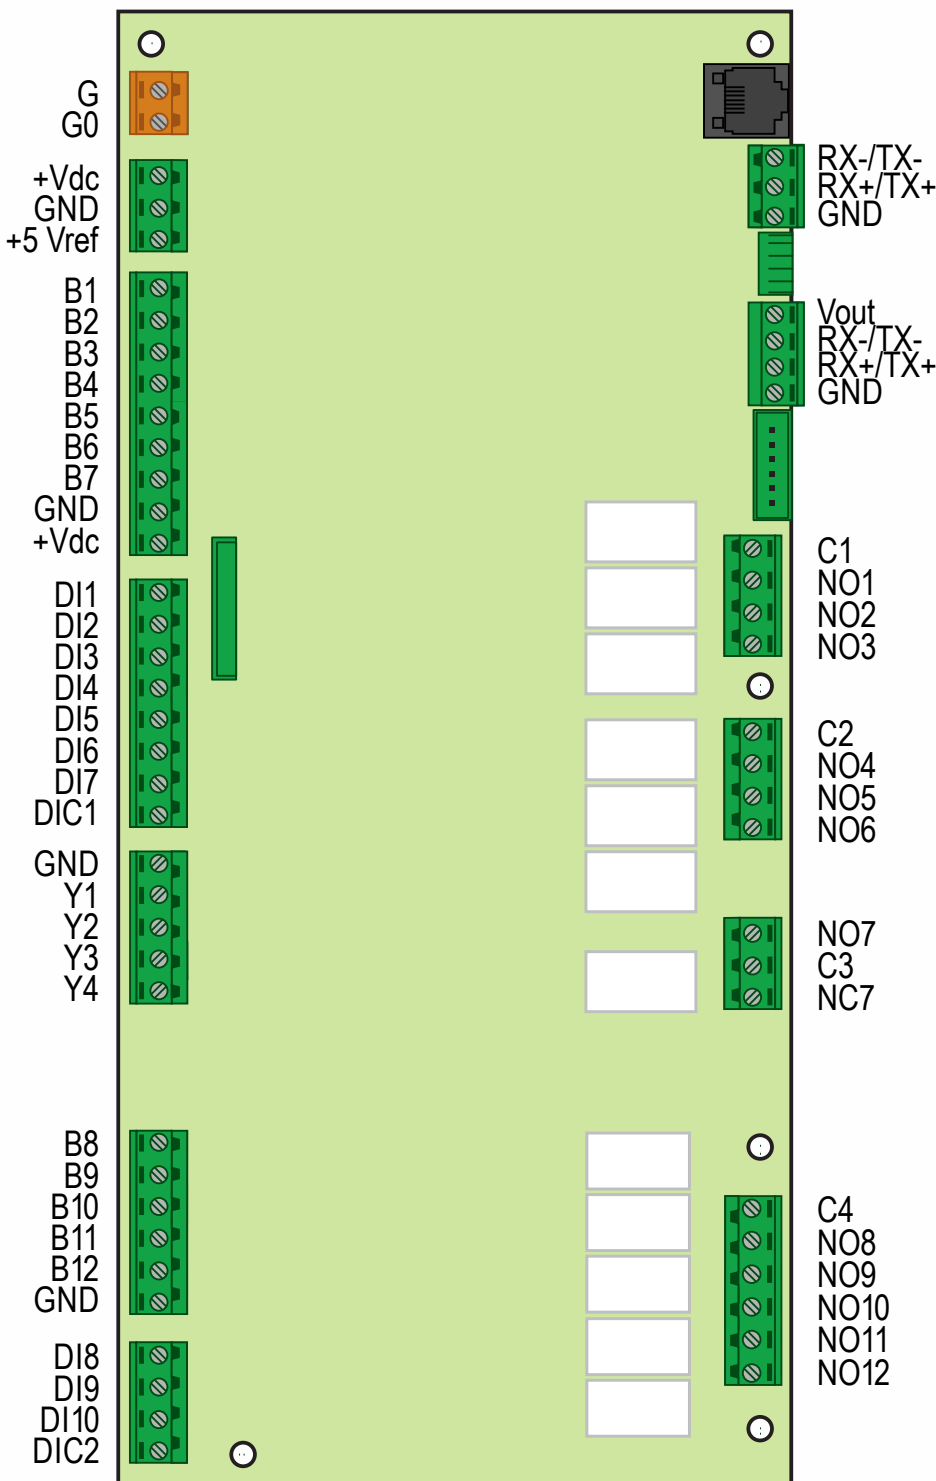 G
G0
+Vdc
GND
+5 Vref
B1
B2
B3
B4
B5
B6
B7
GND
+Vdc
DI1
DI2
DI3
DI4
DI5
DI6
DI7
DIC1
GND
Y1
Y2
Y3
Y4
B8
B9
B10
B11
B12
GND
DI8
DI9
DI10
DIC2
RX-/TX-
RX+/TX+
GND
Vout
RX-/TX-
RX+/TX+
GND
C1
NO1
NO2
NO3
C2
NO4
NO5
NO6
NO7
C3
NC7
C4
NO8
NO9
NO10
NO11
NO12